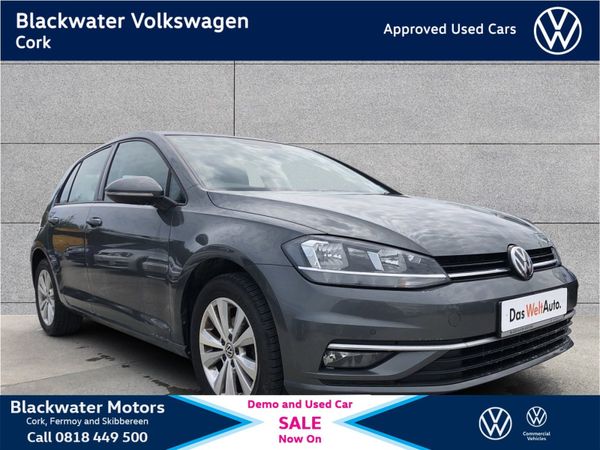 Blackwater Volkswagen
Cork
Approved Used Cars
Das WeltAuto.
Blackwater Motors
Cork, Fermoy and Skibbereen
Call 0818 449 500
Demo and Used Car
SALE
Now On
Commercial
Vehicles